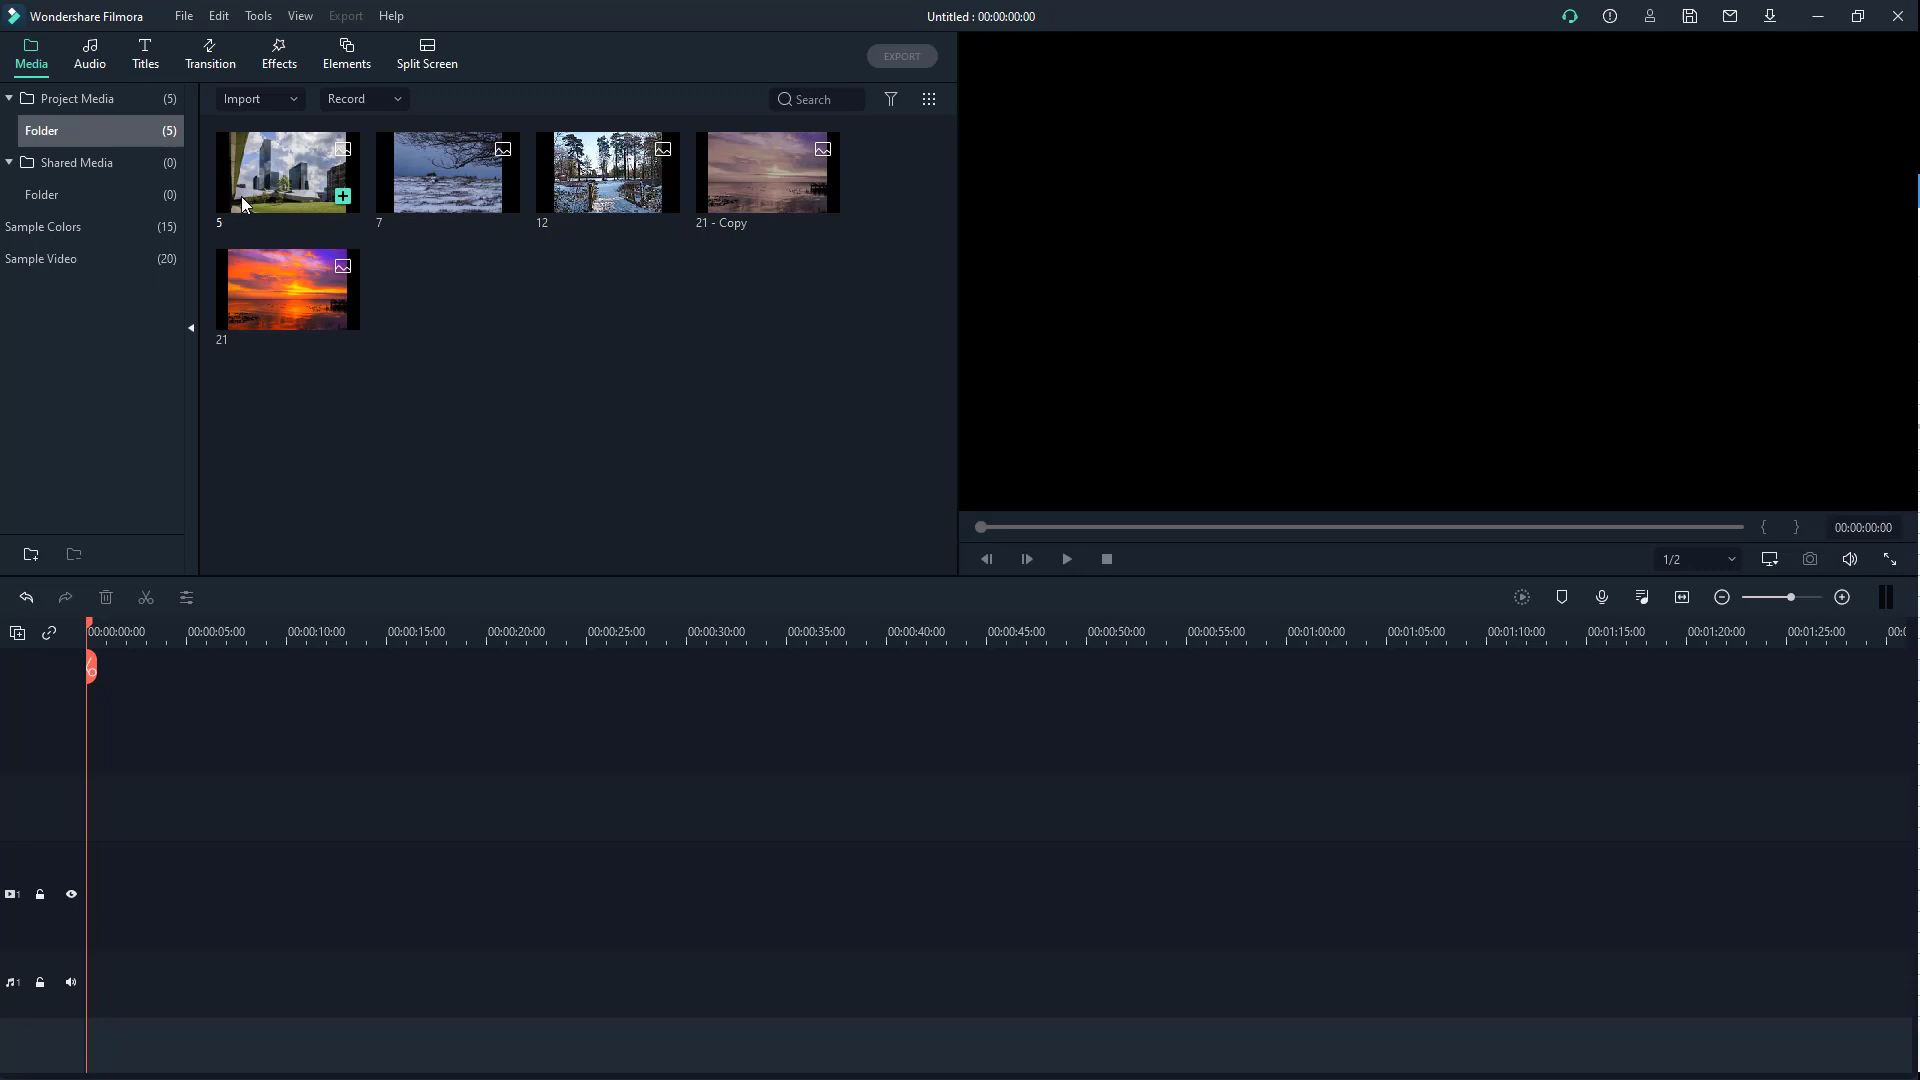 Wondershare Filmora File Edit Tools View Export Help Untitled : 00:00:00:00
Media Audio Titles Transition Effects Elements Split Screen EXPORT
Project Media (5) Import Record Search
Folder (5)
Shared Media (0)
Folder (0)
Sample Colors (15)
Sample Video (20)
5 7 12 21 - Copy
21
{ } 00:00:00:00
1/2
00:00:00:00 00:00:05:00 00:00:10:00 00:00:15:00 00:00:20:00 00:00:25:00 00:00:30:00 00:00:35:00 00:00:40:00 00:00:45:00 00:00:50:00 00:00:55:00 00:01:00:00 00:01:05:00 00:01:10:00 00:01:15:00 00:01:20:00 00:01:25:00
1
1